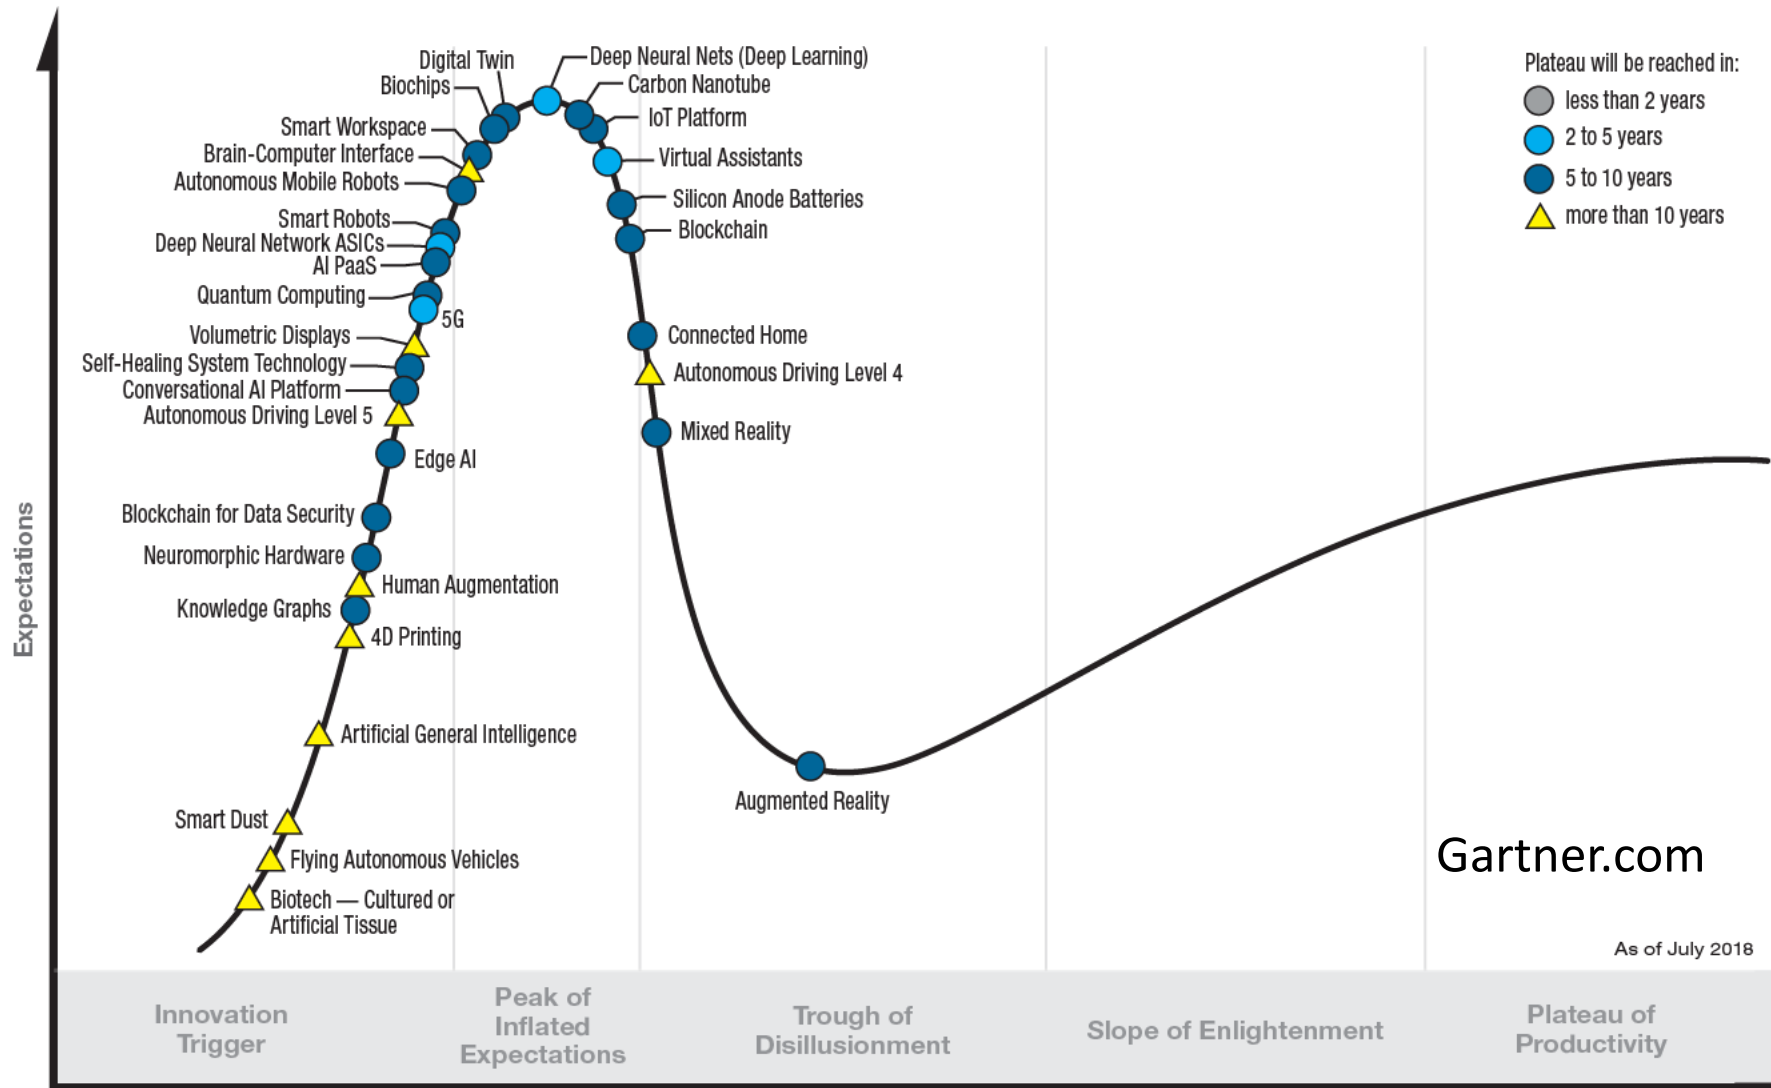 Digital Twin
Deep Neural Nets (Deep Learning)
Biochips
Carbon Nanotube
Smart Workspace
IoT Platform
Brain-Computer Interface
Virtual Assistants
Autonomous Mobile Robots
Silicon Anode Batteries
Smart Robots
Blockchain
Deep Neural Network ASICs
AI PaaS
Quantum Computing
5G
Volumetric Displays
Connected Home
Self-Healing System Technology
Autonomous Driving Level 4
Conversational AI Platform
Autonomous Driving Level 5
Mixed Reality
Edge AI
Blockchain for Data Security
Neuromorphic Hardware
Human Augmentation
Knowledge Graphs
4D Printing
Artificial General Intelligence
Augmented Reality
Smart Dust
Flying Autonomous Vehicles
Biotech — Cultured or
Artificial Tissue
Plateau will be reached in:
less than 2 years
2 to 5 years
5 to 10 years
more than 10 years
Expectations
Gartner.com
As of July 2018
Innovation
Trigger
Peak of
Inflated
Expectations
Trough of
Disillusionment
Slope of Enlightenment
Plateau of
Productivity